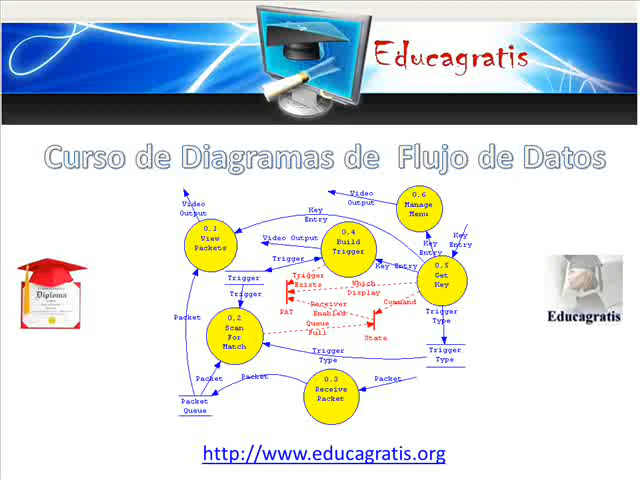 Educagratis
Curso de Diagramas de Flujo de Datos
Video
Output
0.6
Manage
Menu
Key
Entry
0.1
View
Packets
0.4
Build
Trigger
Video Output
Key
Entry
Key
Entry
Key Entry
0.5
Get
Key
Trigger
Trigger
Exists
Which
Display
Trigger
Trigger
Command
Diploma
PAT
Receiver
Enabled
Queue
Full
State
Trigger
Type
Educagratis
Packet
0.2
Scan
For
Match
Trigger
Type
Trigger
Type
Packet
Packet
0.3
Receive
Packet
Packet
Packet
Queue
Video
Output
http://www.educagratis.org